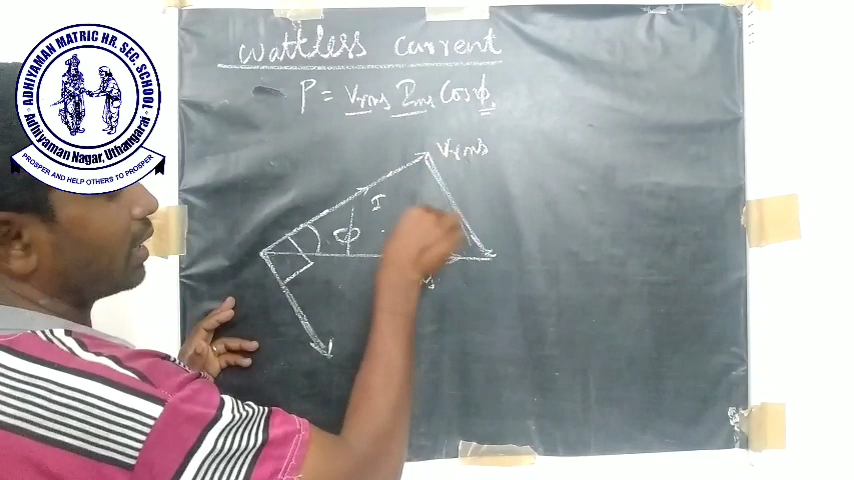 ADHIYAMAN MATRIC HR. SEC. SCHOOL
Adhiyaman Nagar, Uthangarai
PROSPER AND HELP OTHERS TO PROSPER
Wattless Current
P = Vrms Irms Cosφ.
Vrms
I
φ